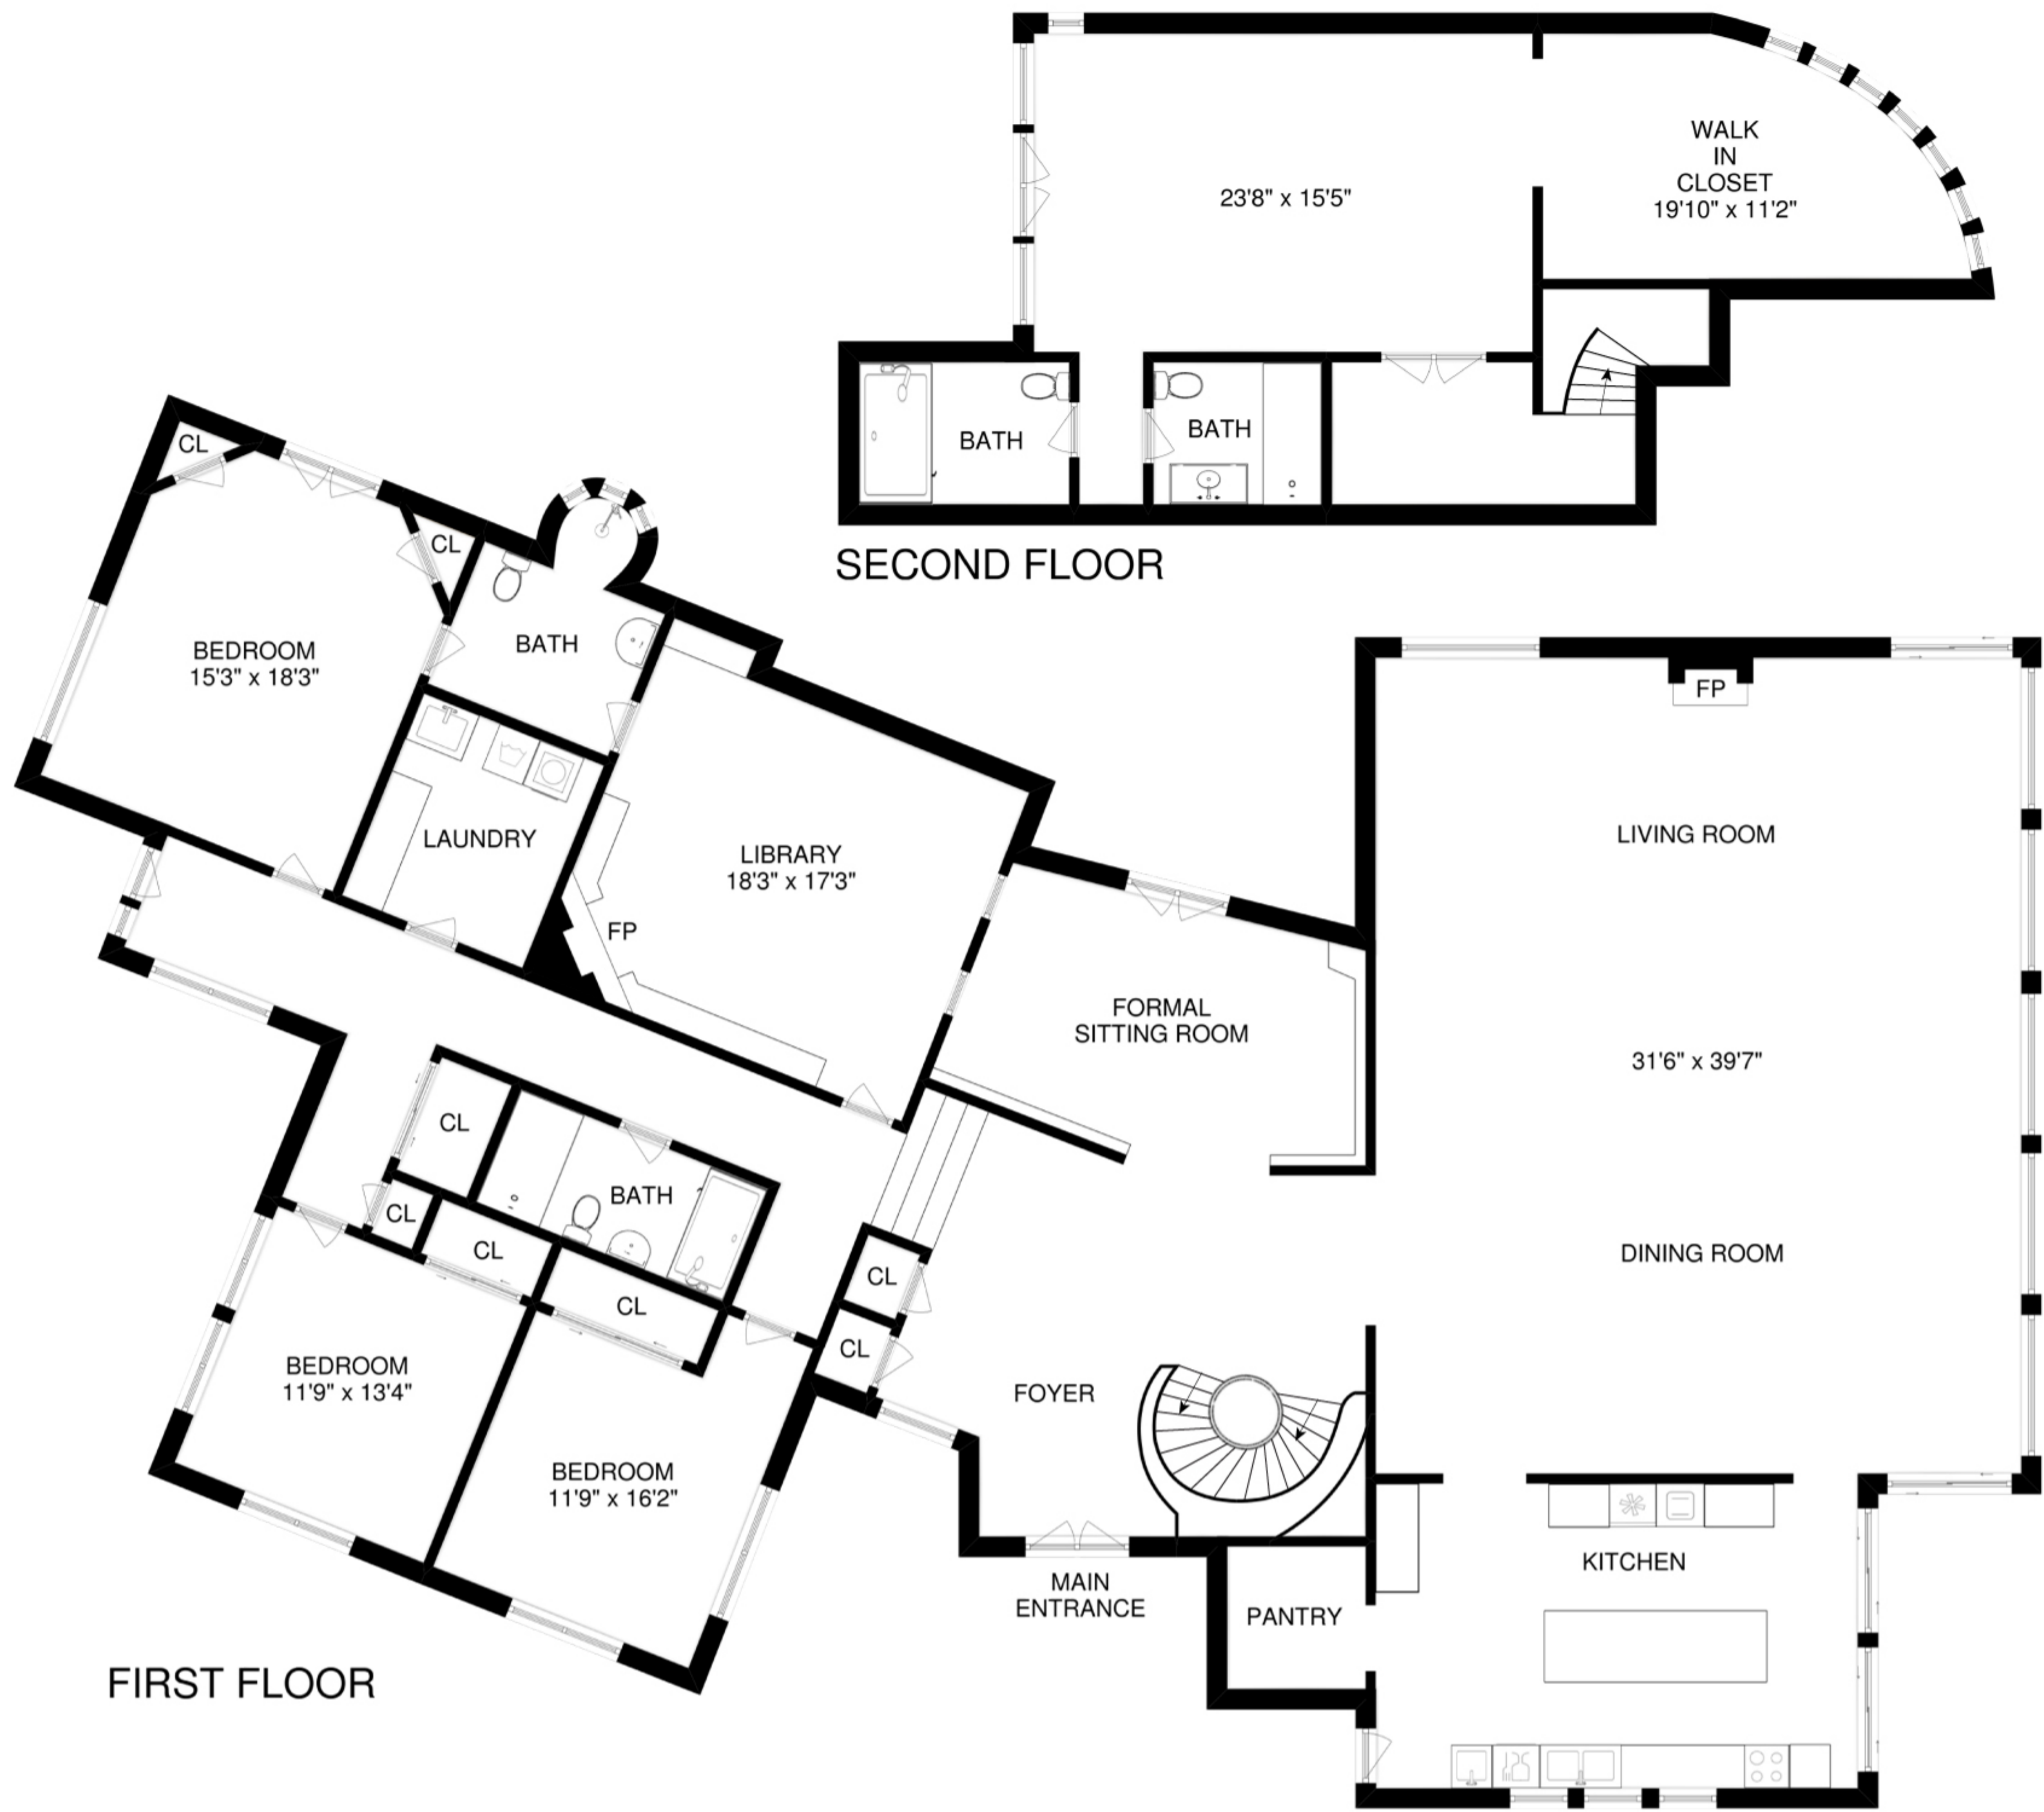 WALK
IN
CLOSET
19'10" x 11'2"
23'8" x 15'5"
BATH
BATH
SECOND FLOOR
CL
CL
BEDROOM
15'3" x 18'3"
BATH
LAUNDRY
LIBRARY
18'3" x 17'3"
FP
FP
LIVING ROOM
FORMAL
SITTING ROOM
31'6" x 39'7"
CL
BATH
CL
CL
CL
CL
CL
DINING ROOM
BEDROOM
11'9" x 13'4"
FOYER
BEDROOM
11'9" x 16'2"
KITCHEN
MAIN
ENTRANCE
PANTRY
FIRST FLOOR